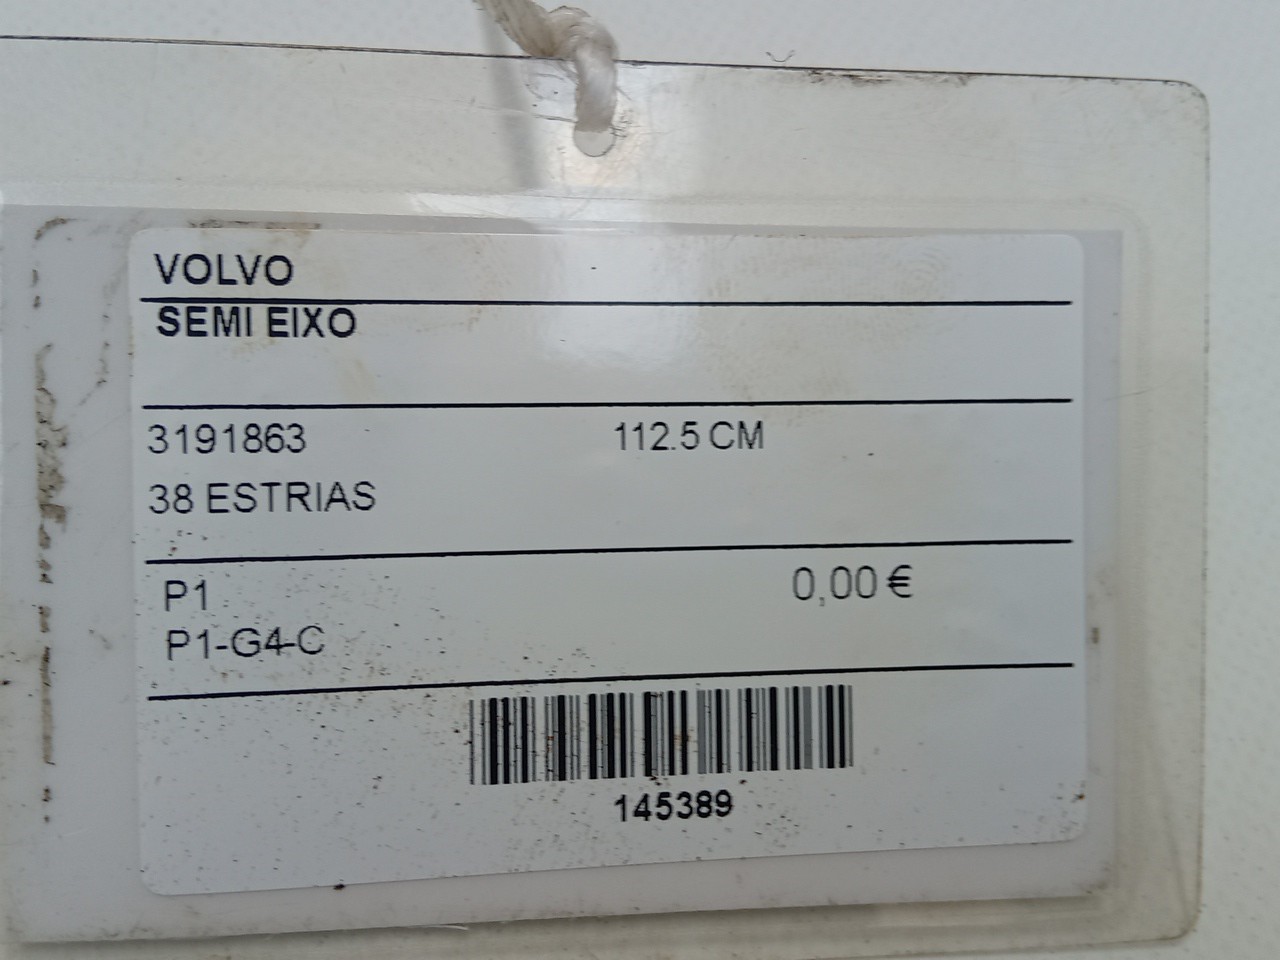 VOLVO
SEMI EIXO
3191863 112.5 CM
38 ESTRIAS
P1 0,00 €
P1-G4-C
145389